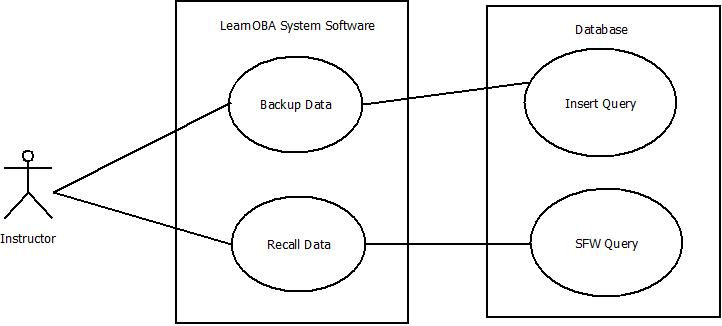 LearnOBA System Software
Database
Backup Data
Insert Query
Instructor
Recall Data
SFW Query